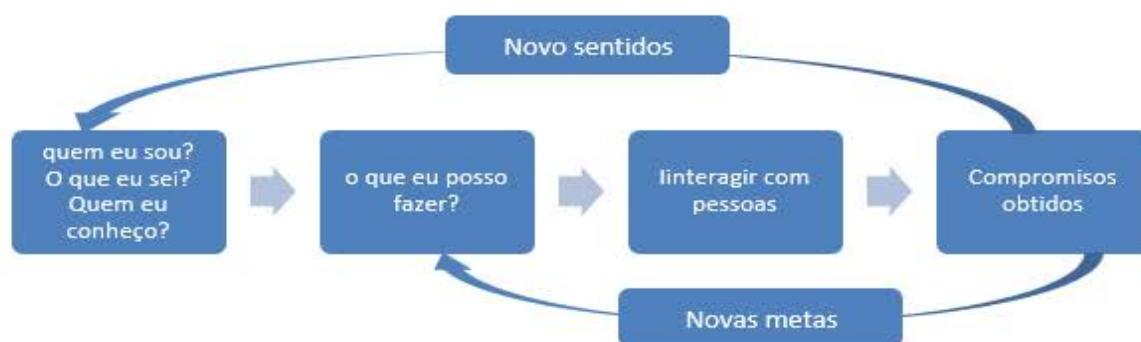 Novo sentidos
quem eu sou?
O que eu sei?
Quem eu
conheço?
o que eu posso
fazer?
Iinteragir com
pessoas
Compromisos
obtidos
Novas metas